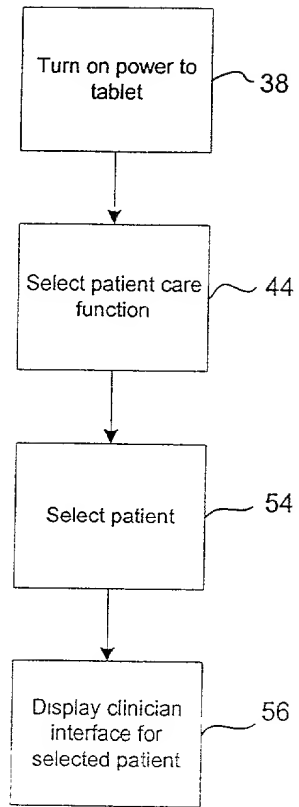 Turn on power to
tablet
38
Select patient care
function
44
Select patient
54
Display clinician
interface for
selected patient
56